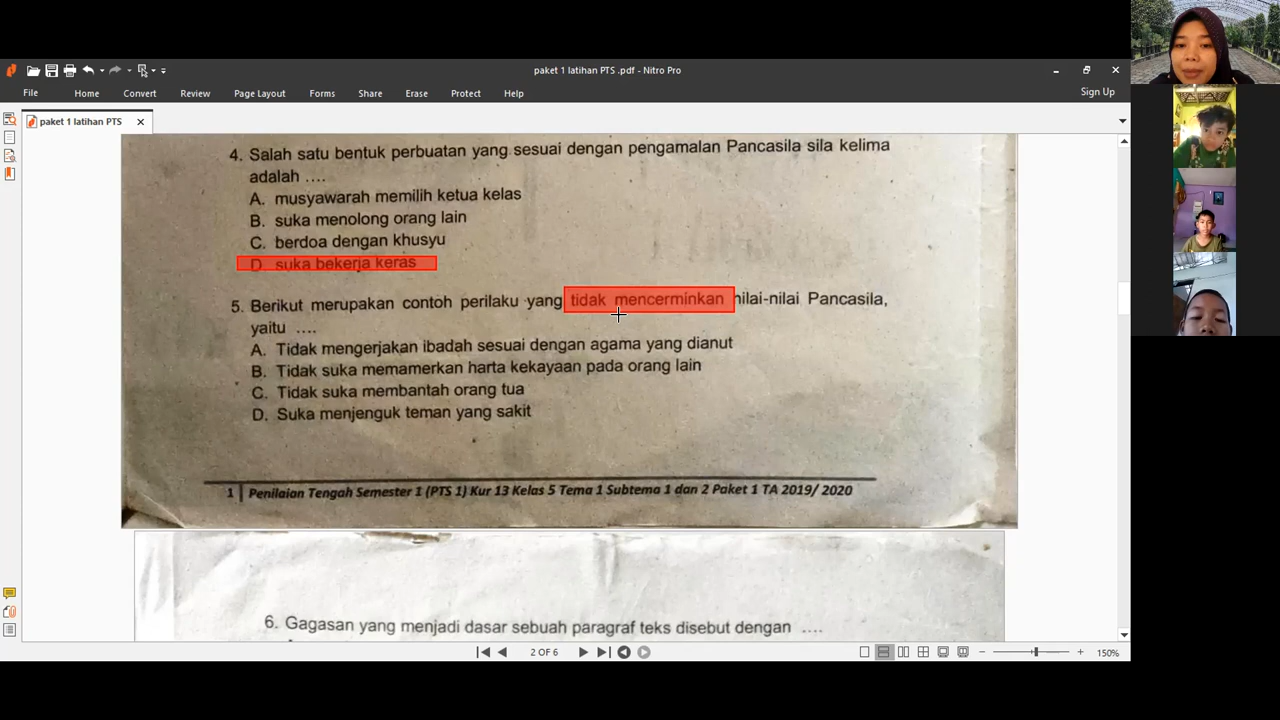 paket 1 latihan PTS .pdf - Nitro Pro
File Home Convert Review Page Layout Forms Share Erase Protect Help Sign Up
paket 1 latihan PTS
4. Salah satu bentuk perbuatan yang sesuai dengan pengamalan Pancasila sila kelima
adalah ....
A. musyawarah memilih ketua kelas
B. suka menolong orang lain
C. berdoa dengan khusyu
D. suka bekerja keras
5. Berikut merupakan contoh perilaku yang tidak mencerminkan nilai-nilai Pancasila,
yaitu ....
A. Tidak mengerjakan ibadah sesuai dengan agama yang dianut
B. Tidak suka memamerkan harta kekayaan pada orang lain
C. Tidak suka membantah orang tua
D. Suka menjenguk teman yang sakit
1 | Penilaian Tengah Semester 1 (PTS 1) Kur 13 Kelas 5 Tema 1 Subtema 1 dan 2 Paket 1 TA 2019/ 2020
6. Gagasan yang menjadi dasar sebuah paragraf teks disebut dengan ....
2 OF 6
150%